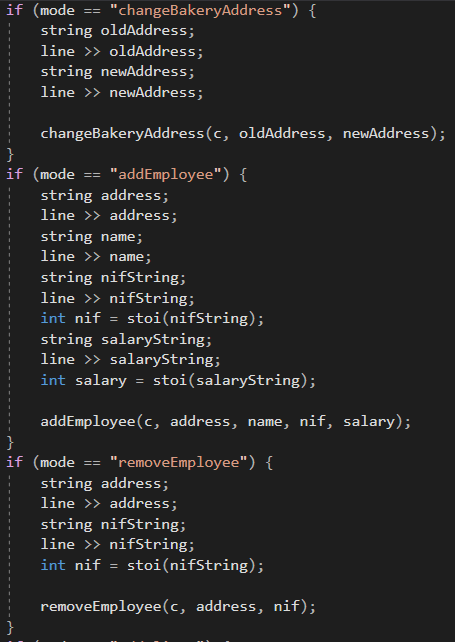 if (mode == "changeBakeryAddress") {
    string oldAddress;
    line >> oldAddress;
    string newAddress;
    line >> newAddress;

    changeBakeryAddress(c, oldAddress, newAddress);
}
if (mode == "addEmployee") {
    string address;
    line >> address;
    string name;
    line >> name;
    string nifString;
    line >> nifString;
    int nif = stoi(nifString);
    string salaryString;
    line >> salaryString;
    int salary = stoi(salaryString);

    addEmployee(c, address, name, nif, salary);
}
if (mode == "removeEmployee") {
    string address;
    line >> address;
    string nifString;
    line >> nifString;
    int nif = stoi(nifString);

    removeEmployee(c, address, nif);
}